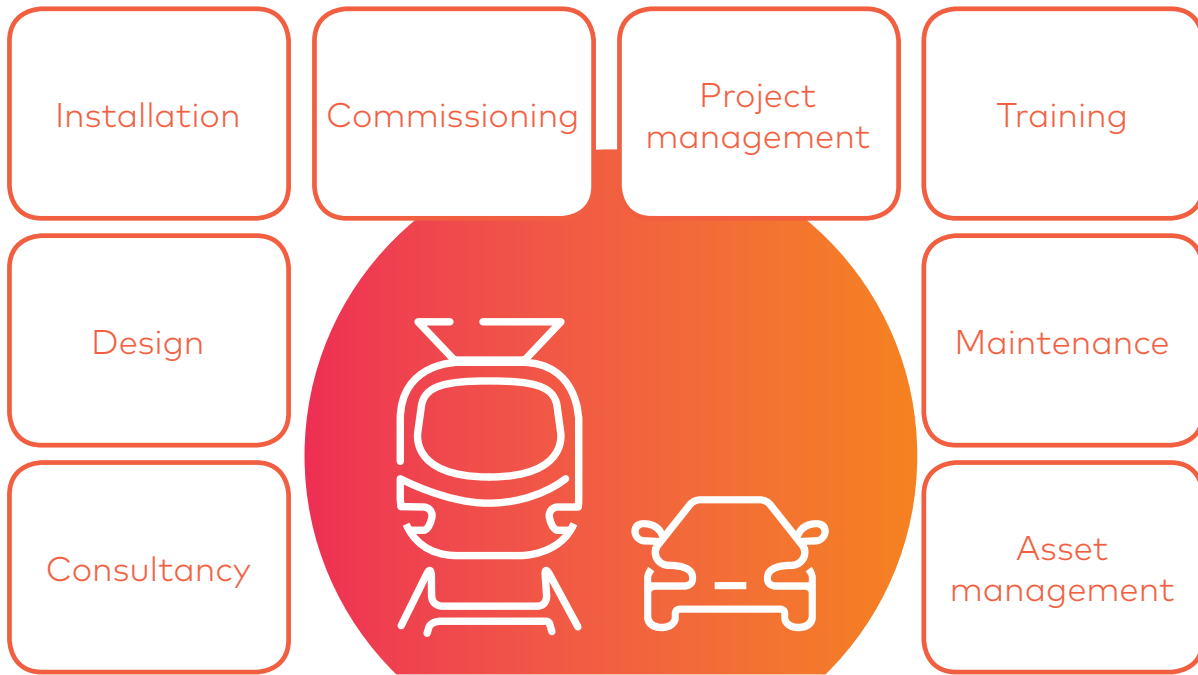 Installation
Commissioning
Project
management
Training
Design
Maintenance
Consultancy
Asset
management